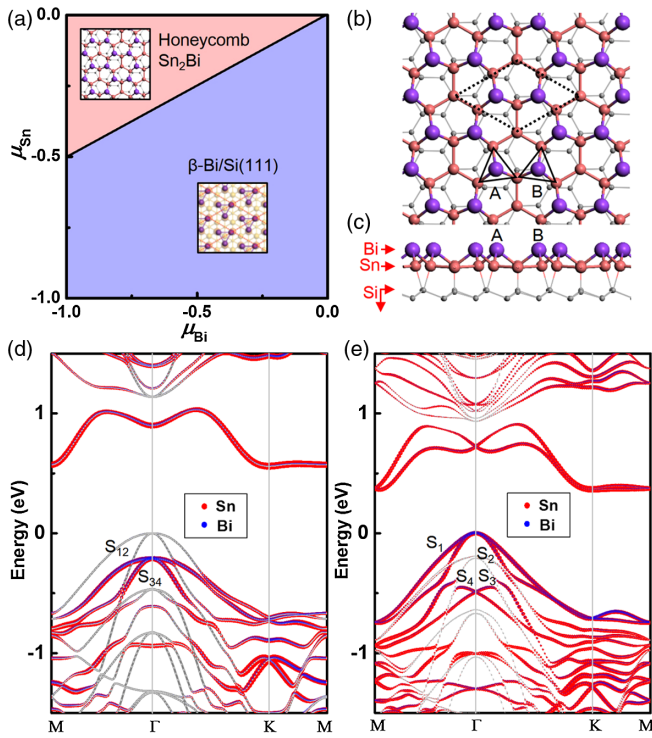 (a)
0.0
Honeycomb
Sn₂Bi
μSn
-0.5
β-Bi/Si(111)
-1.0
-1.0
-0.5
0.0
μBi
(b)
A
B
(c)
A
B
Bi
Sn
Si
(d)
Energy (eV)
1
0
-1
Sn
Bi
S₁₂
S₃₄
M
Γ
K
M
(e)
Energy (eV)
1
0
-1
Sn
Bi
S₁
S₂
S₄
S₃
M
Γ
K
M